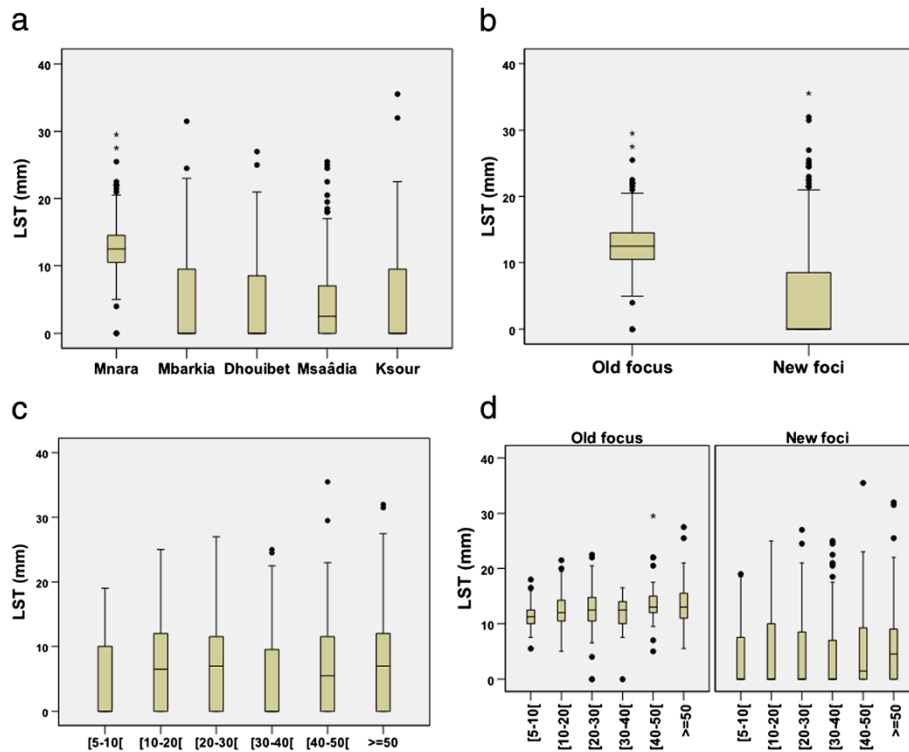 a
LST (mm)
40
30
20
10
0
Mnara Mbarkia Dhouibet Msaâdia Ksour
b
LST (mm)
40
30
20
10
0
Old focus New foci
c
LST (mm)
40
30
20
10
0
[5-10[ [10-20[ [20-30[ [30-40[ [40-50[ >=50
d
Old focus New foci
LST (mm)
40
30
20
10
0
[5-10[ [10-20[ [20-30[ [30-40[ [40-50[ >=50 [5-10[ [10-20[ [20-30[ [30-40[ [40-50[ >=50